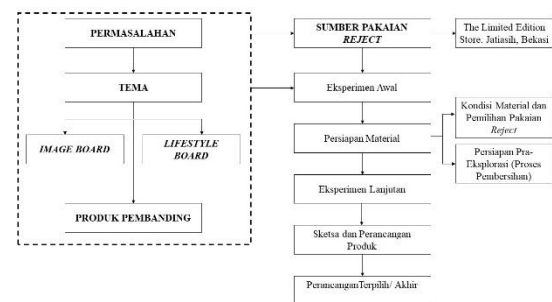 PERMASALAHAN
TEMA
IMAGE BOARD
LIFESTYLE
BOARD
PRODUK PEMBANDING
SUMBER PAKAIAN
REJECT
Eksperimen Awal
Persiapan Material
Eksperimen Lanjutan
Sketsa dan Perancangan
Produk
PerancanganTerpilih/ Akhir
The Limited Edition
Store. Jatiasih, Bekasi
Kondisi Material dan
Pemilihan Pakaian
Reject
Persiapan Pra-
Eksplorasi (Proses
Pembersihan)